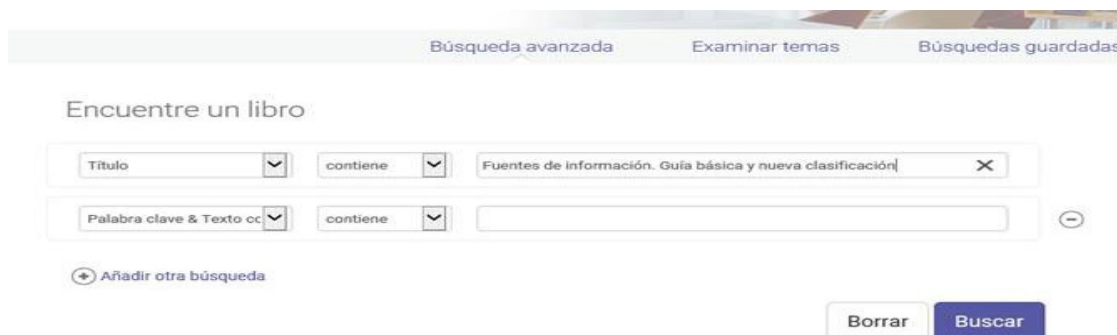 Búsqueda avanzada Examinar temas Búsquedas guardadas
Encuentre un libro
Título contiene Fuentes de información. Guía básica y nueva clasificación
Palabra clave & Texto cc contiene
Añadir otra búsqueda
Borrar Buscar